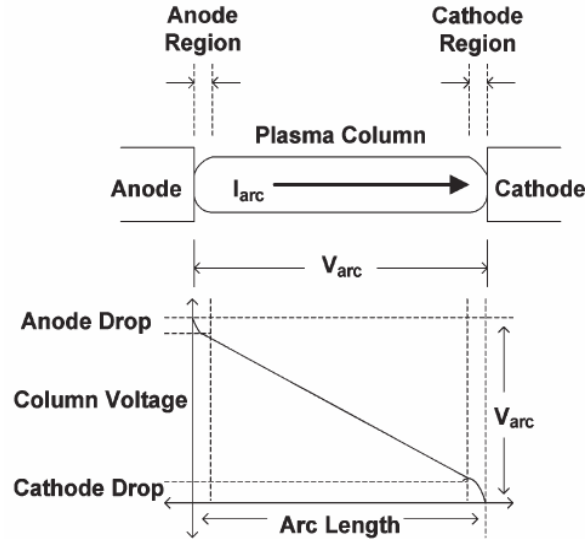 Anode
Region
Cathode
Region
Plasma Column
Anode
Iarc
Cathode
Varc
Anode Drop
Column Voltage
Varc
Cathode Drop
Arc Length